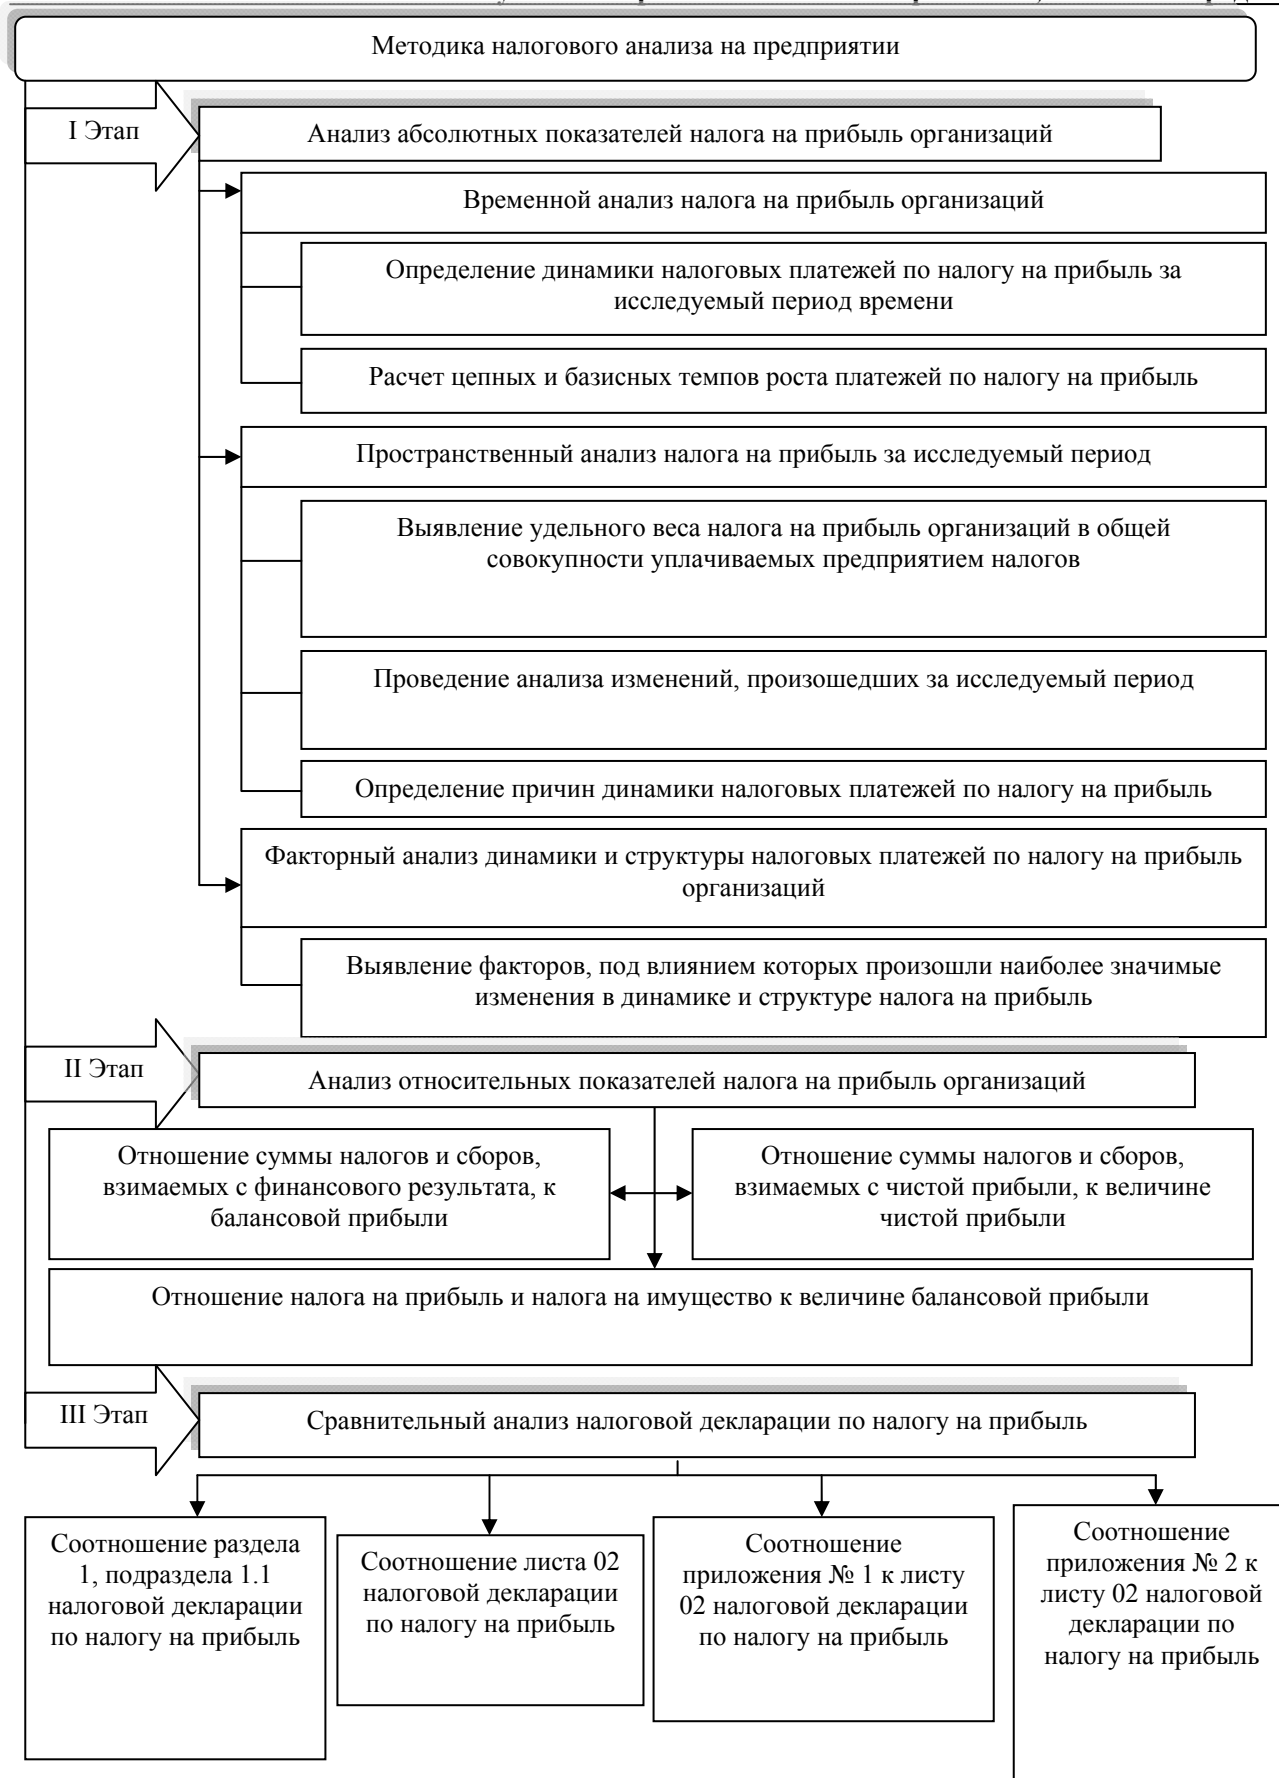 Методика налогового анализа на предприятии
I Этап
Анализ абсолютных показателей налога на прибыль организаций
Временной анализ налога на прибыль организаций
Определение динамики налоговых платежей по налогу на прибыль за
исследуемый период времени
Расчет цепных и базисных темпов роста платежей по налогу на прибыль
Пространственный анализ налога на прибыль за исследуемый период
Выявление удельного веса налога на прибыль организаций в общей
совокупности уплачиваемых предприятием налогов
Проведение анализа изменений, произошедших за исследуемый период
Определение причин динамики налоговых платежей по налогу на прибыль
Факторный анализ динамики и структуры налоговых платежей по налогу на прибыль
организаций
Выявление факторов, под влиянием которых произошли наиболее значимые
изменения в динамике и структуре налога на прибыль
II Этап
Анализ относительных показателей налога на прибыль организаций
Отношение суммы налогов и сборов,
взимаемых с финансового результата, к
балансовой прибыли
Отношение суммы налогов и сборов,
взимаемых с чистой прибыли, к величине
чистой прибыли
Отношение налога на прибыль и налога на имущество к величине балансовой прибыли
III Этап
Сравнительный анализ налоговой декларации по налогу на прибыль
Соотношение раздела
1, подраздела 1.1
налоговой декларации
по налогу на прибыль
Соотношение листа 02
налоговой декларации
по налогу на прибыль
Соотношение
приложения № 1 к листу
02 налоговой декларации
по налогу на прибыль
Соотношение
приложения № 2 к
листу 02 налоговой
декларации по
налогу на прибыль